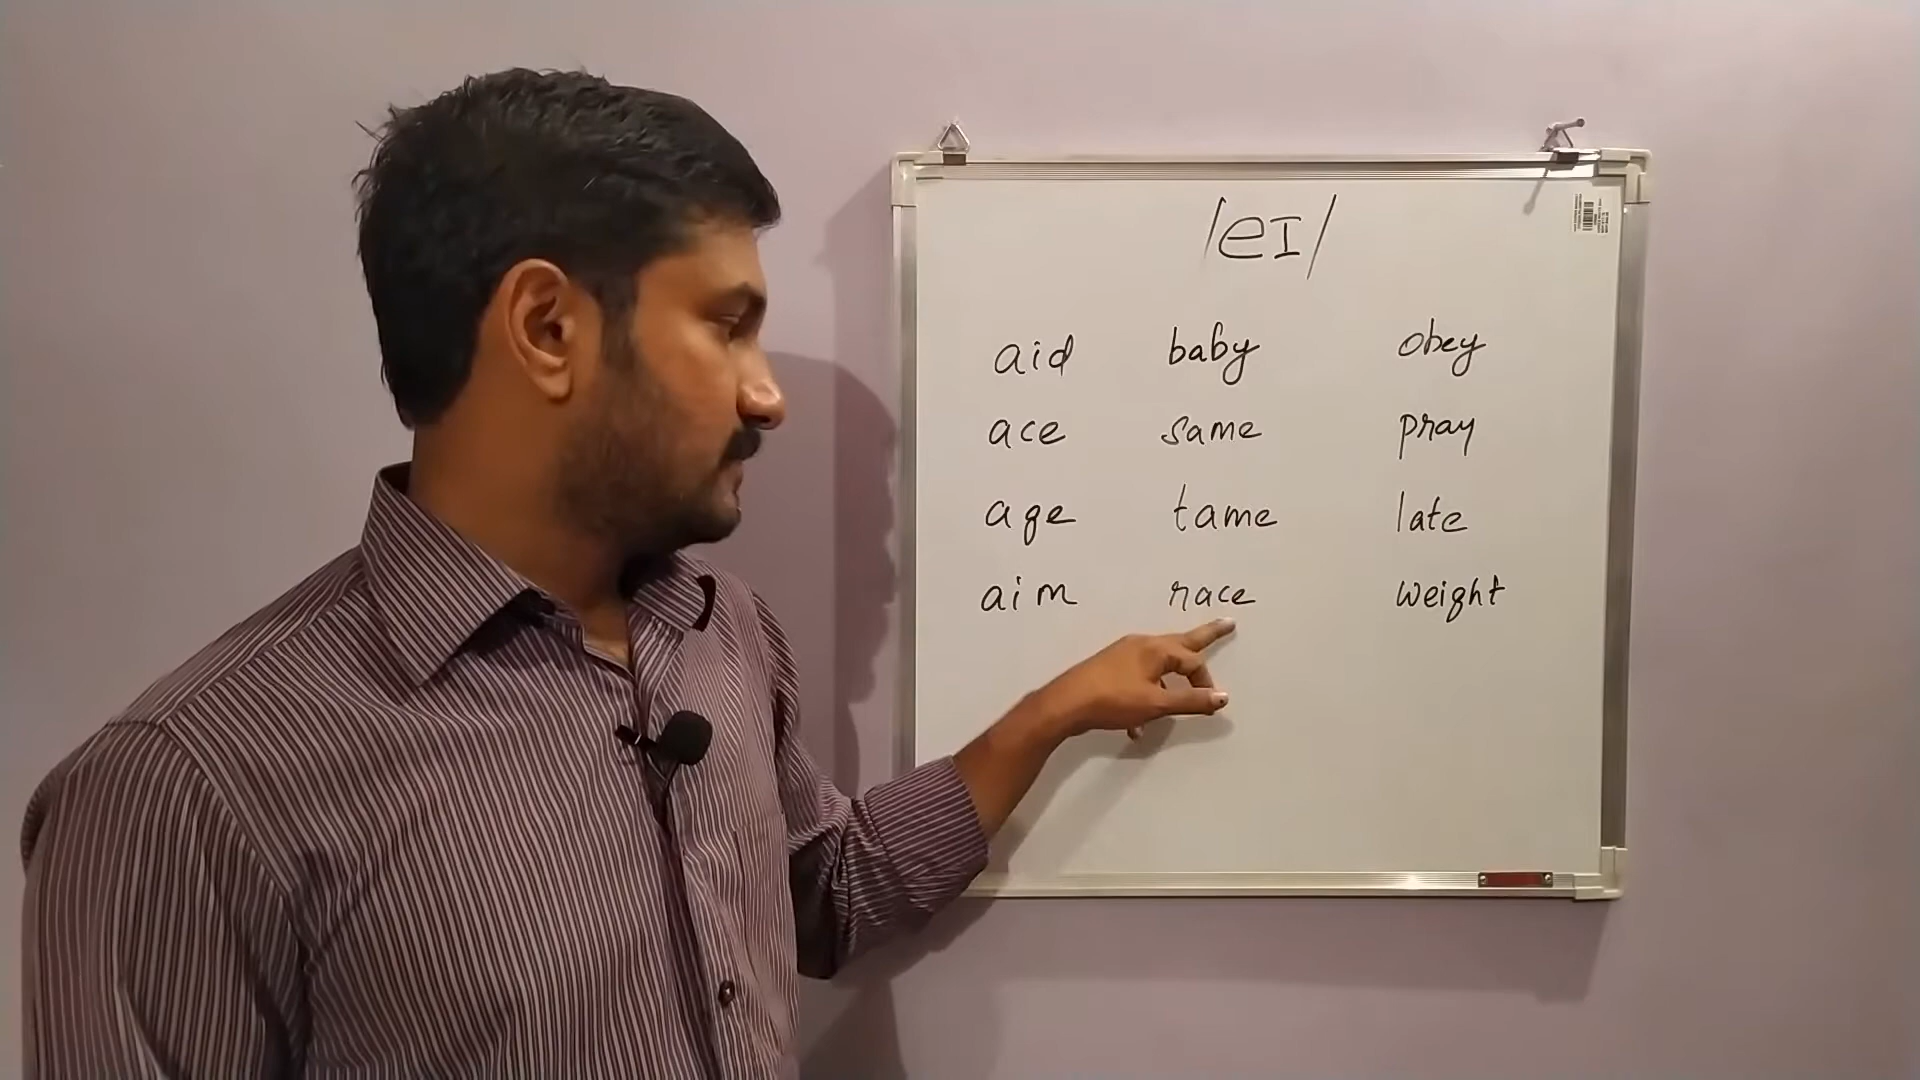 /eɪ/
aid baby obey
ace same pray
age tame late
aim race weight